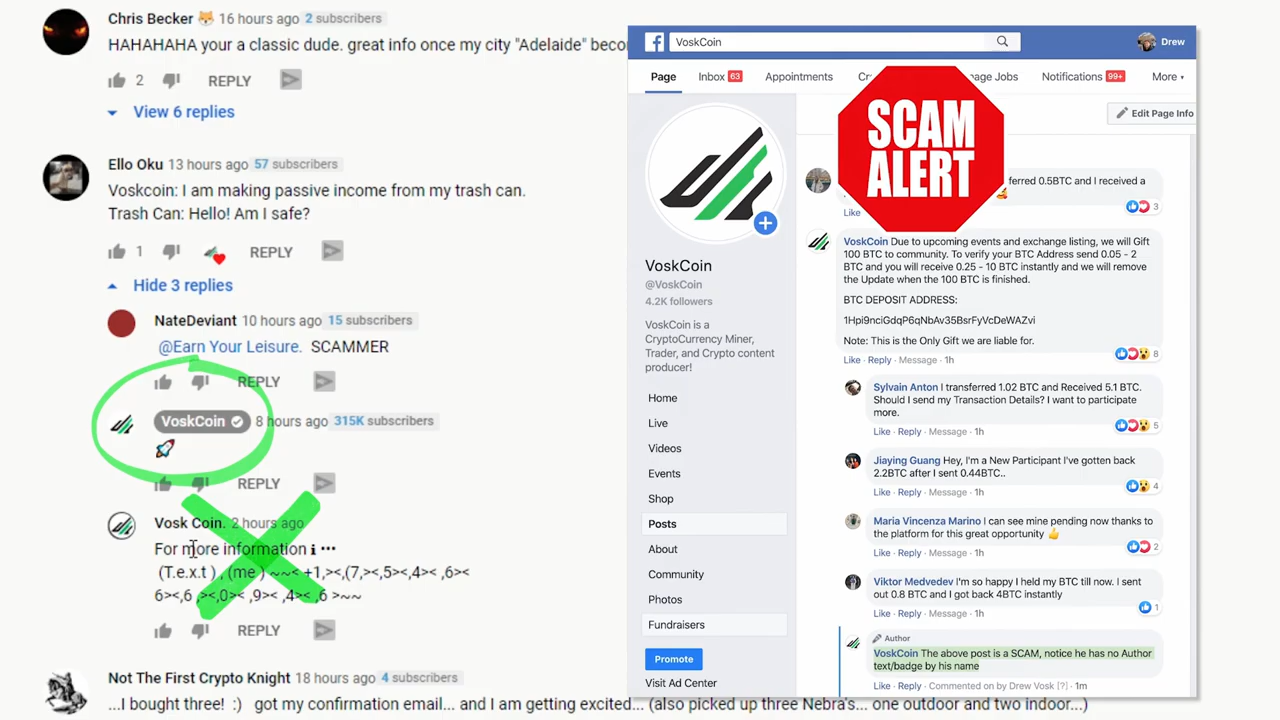 Chris Becker 🦊 16 hours ago 2 subscribers
HAHAHAHA your a classic dude. great info once my city "Adelaide"
2 REPLY
View 6 replies
Ello Oku 13 hours ago 57 subscribers
Voskcoin: I am making passive income from my trash can.
Trash Can: Hello! Am I safe?
1 REPLY
Hide 3 replies
NateDeviant 10 hours ago 15 subscribers
@Earn Your Leisure. SCAMMER
REPLY
VoskCoin 8 hours ago 315K subscribers
🚀
REPLY
Vosk Coin. 2 hours ago
For more information ℹ ···
(T.e.x.t ) , (me ) ~~< +1,><,(7,><,5><,4>< ,6><
6><,6 ,><,0>< ,9>< ,4>< ,6 >~~
REPLY
Not The First Crypto Knight 18 hours ago 4 subscribers
...I bought three! :) got my confirmation email... and I am getting excited... (also picked up three Nebra's... one outdoor and two indoor...)
VoskCoin
Drew
Page Inbox 63 Appointments Jobs Notifications 99+ More
SCAM
ALERT
Edit Page Info
VoskCoin
@VoskCoin
4.2K followers
VoskCoin is a
CryptoCurrency Miner,
Trader, and Crypto content
producer!
Home
Live
Videos
Events
Shop
Posts
About
Community
Photos
Fundraisers
Promote
Visit Ad Center
0.5BTC and I received a
Like
3
VoskCoin Due to upcoming events and exchange listing, we will Gift
100 BTC to community. To verify your BTC Address send 0.05 - 2
BTC and you will receive 0.25 - 10 BTC instantly and we will remove
the Update when the 100 BTC is finished.
BTC DEPOSIT ADDRESS:
1Hpi9nciGdqP6qNbAv35BsrFyVcDeWAZvi
Note: This is the Only Gift we are liable for.
Like · Reply · Message · 1h
8
Sylvain Anton I transferred 1.02 BTC and Received 5.1 BTC.
Should I send my Transaction Details? I want to participate
more.
Like · Reply · Message · 1h
5
Jiaying Guang Hey, I'm a New Participant I've gotten back
2.2BTC after I sent 0.44BTC..
Like · Reply · Message · 1h
4
Maria Vincenza Marino I can see mine pending now thanks to
the platform for this great opportunity 👍
Like · Reply · Message · 1h
2
Viktor Medvedev I'm so happy I held my BTC till now. I sent
out 0.8 BTC and I got back 4BTC instantly
Like · Reply · Message · 1h
1
Author
VoskCoin The above post is a SCAM, notice he has no Author
text/badge by his name
Like · Reply · Commented on by Drew Vosk [?] · 1m